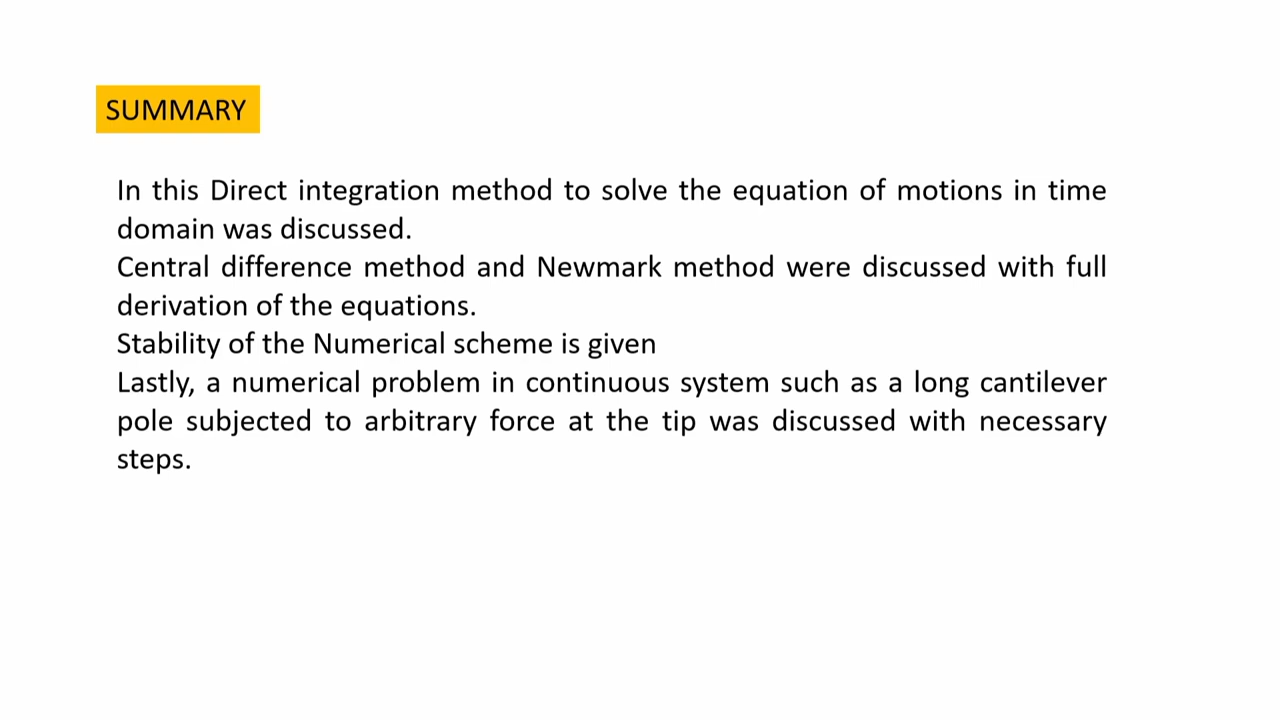 SUMMARY
In this Direct integration method to solve the equation of motions in time
domain was discussed.
Central difference method and Newmark method were discussed with full
derivation of the equations.
Stability of the Numerical scheme is given
Lastly, a numerical problem in continuous system such as a long cantilever
pole subjected to arbitrary force at the tip was discussed with necessary
steps.